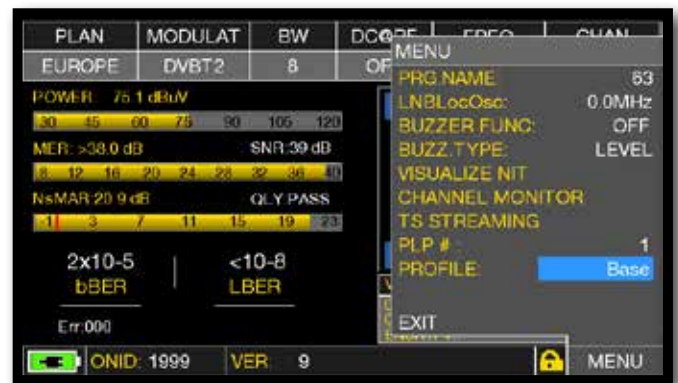 PLAN MODULAT BW
EUROPE DVBT2 8
POWER: 75.1 dBuV
30 45 60 75 90 105 120
MER: >38.0 dB SNR:39 dB
8 12 16 20 24 28 32 36 40
NsMAR:20.9 dB QLY:PASS
-1 3 7 11 15 19 23
2x10-5 <10-8
bBER LBER
Err:000
ONID: 1999 VER: 9
MENU
PRG.NAME 63
LNBLocOsc: 0.0MHz
BUZZER FUNC: OFF
BUZZ.TYPE: LEVEL
VISUALIZE NIT
CHANNEL MONITOR
TS STREAMING
PLP # 1
PROFILE: Base
EXIT
MENU